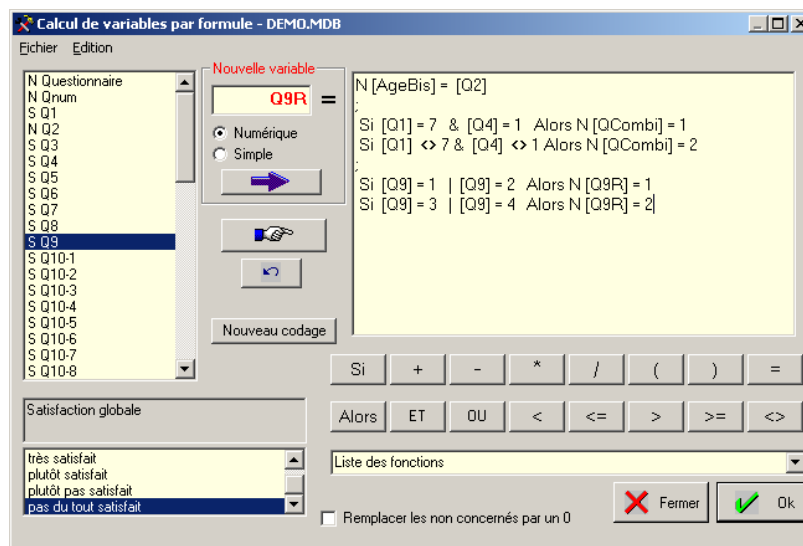 Calcul de variables par formule - DEMO.MDB
Fichier Edition
N Questionnaire
N Qnum
S Q1
N Q2
S Q3
S Q4
S Q5
S Q6
S Q7
S Q8
S Q9
S Q10-1
S Q10-2
S Q10-3
S Q10-4
S Q10-5
S Q10-6
S Q10-7
S Q10-8
Nouvelle variable
Q9R =
Numérique
Simple
Nouveau codage
N [AgeBis] = [Q2]
;
Si [Q1] = 7 & [Q4] = 1 Alors N [QCombi] = 1
Si [Q1] <> 7 & [Q4] <> 1 Alors N [QCombi] = 2
;
Si [Q9] = 1 | [Q9] = 2 Alors N [Q9R] = 1
Si [Q9] = 3 | [Q9] = 4 Alors N [Q9R] = 2
Si + - * / ( ) =
Alors ET OU < <= > >= <>
Satisfaction globale
très satisfait
plutôt satisfait
plutôt pas satisfait
pas du tout satisfait
Liste des fonctions
Remplacer les non concernés par un 0
Fermer
Ok